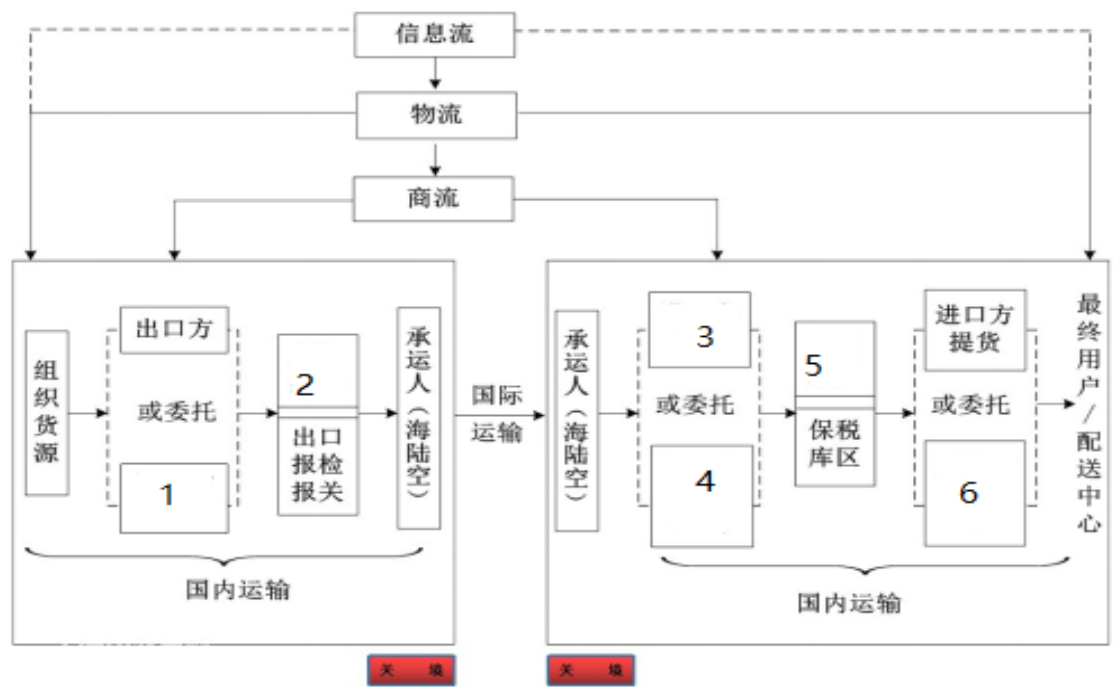 信息流
物流
商流
组织货源
出口方
或委托
1
2
出口
报检
报关
承运人（海陆空）
国内运输
国际
运输
承运人（海陆空）
3
或委托
4
5
保税
库区
进口方
提货
或委托
6
最终用户/配送中心
国内运输
关 境
关 境